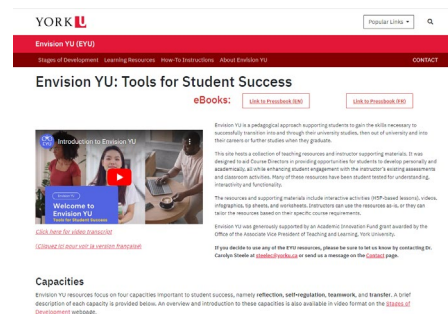 YORK U
Popular Links
Envision YU (EYU)
Stages of Development Learning Resources How-To Instructions About Envision YU CONTACT
Envision YU: Tools for Student Success
eBooks: Link to Pressbook (EN) Link to Pressbook (FR)
Introduction to Envision YU
Welcome to
Envision YU
Tools for Student Success
Click here for video transcript
(Cliquez ici pour voir la version française)
Envision YU is a pedagogical approach supporting students to gain the skills necessary to
successfully transition into and through their university studies, then out of university and into
their careers or further studies when they graduate.
This site hosts a collection of teaching resources and instructor supporting materials. It was
designed to aid Course Directors in providing opportunities for students to develop personally and
academically, all while enhancing student engagement with the instructor's existing assessments
and classroom activities. Many of these resources have been student tested for understanding,
interactivity and functionality.
The resources and supporting materials include interactive activities (H5P-based lessons), videos,
infographics, tip sheets, and worksheets. Instructors can use the resources as-is, or they can
tailor the resources based on their specific course requirements.
Envision YU was generously supported by an Academic Innovation Fund grant awarded by the
Office of the Associate Vice President of Teaching and Learning, York University.
If you decide to use any of the EYU resources, please be sure to let us know by contacting Dr.
Carolyn Steele at steelec@yorku.ca or send us a message on the Contact page.
Capacities
Envision YU resources focus on four capacities important to student success, namely reflection, self-regulation, teamwork, and transfer. A brief
description of each capacity is provided below. An overview and introduction to these capacities is also available in video format on the Stages of
Development webpage.